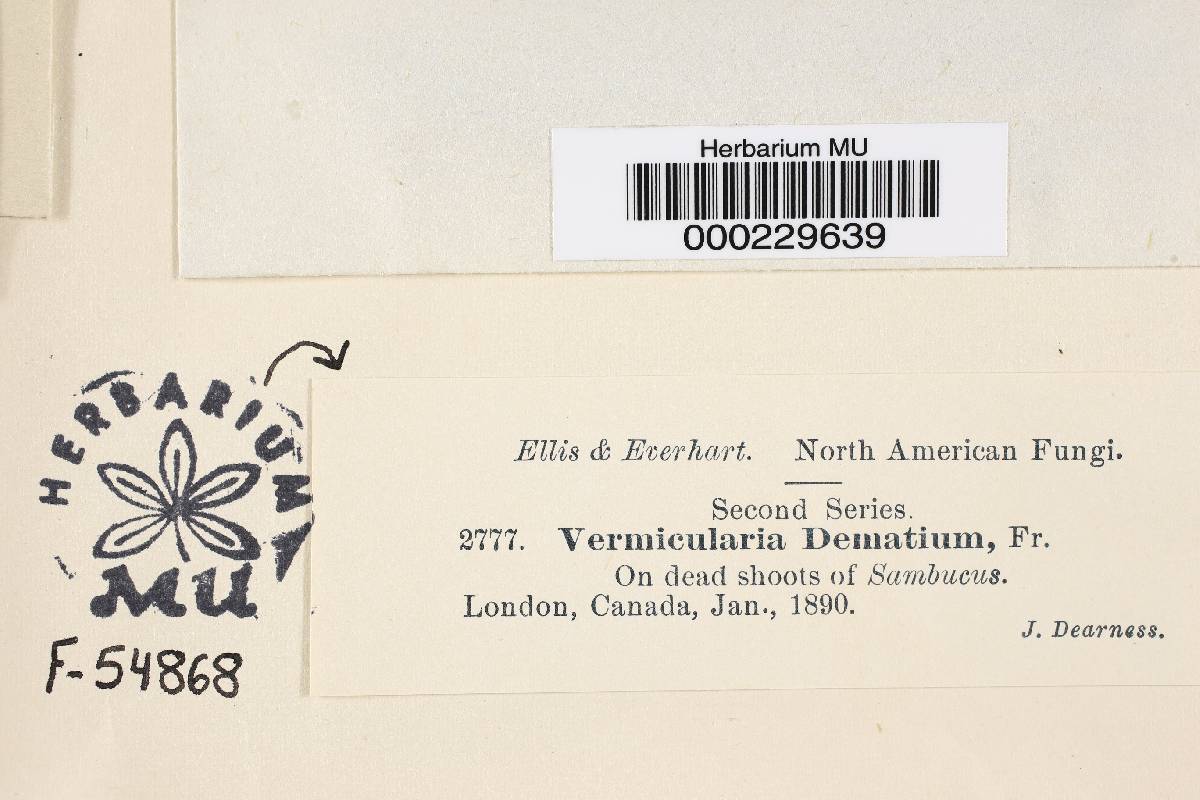 Herbarium MU
000229639
HERBARIUM
MU
F-54868
Ellis & Everhart. North American Fungi.
Second Series.
2777. Vermicularia Dematium, Fr.
On dead shoots of Sambucus.
London, Canada, Jan., 1890.
J. Dearness.